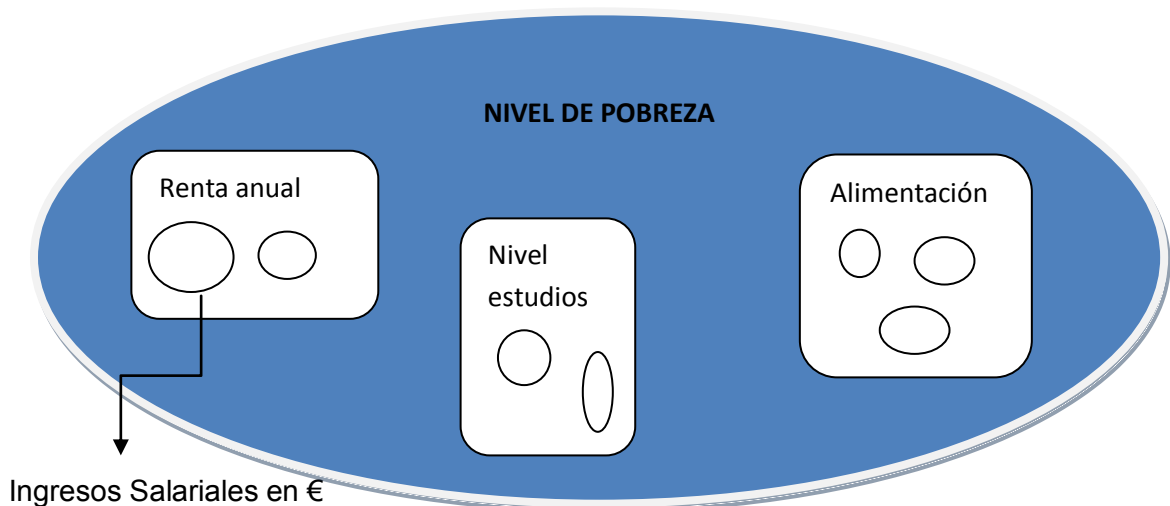 NIVEL DE POBREZA
Renta anual
Nivel
estudios
Alimentación
Ingresos Salariales en €